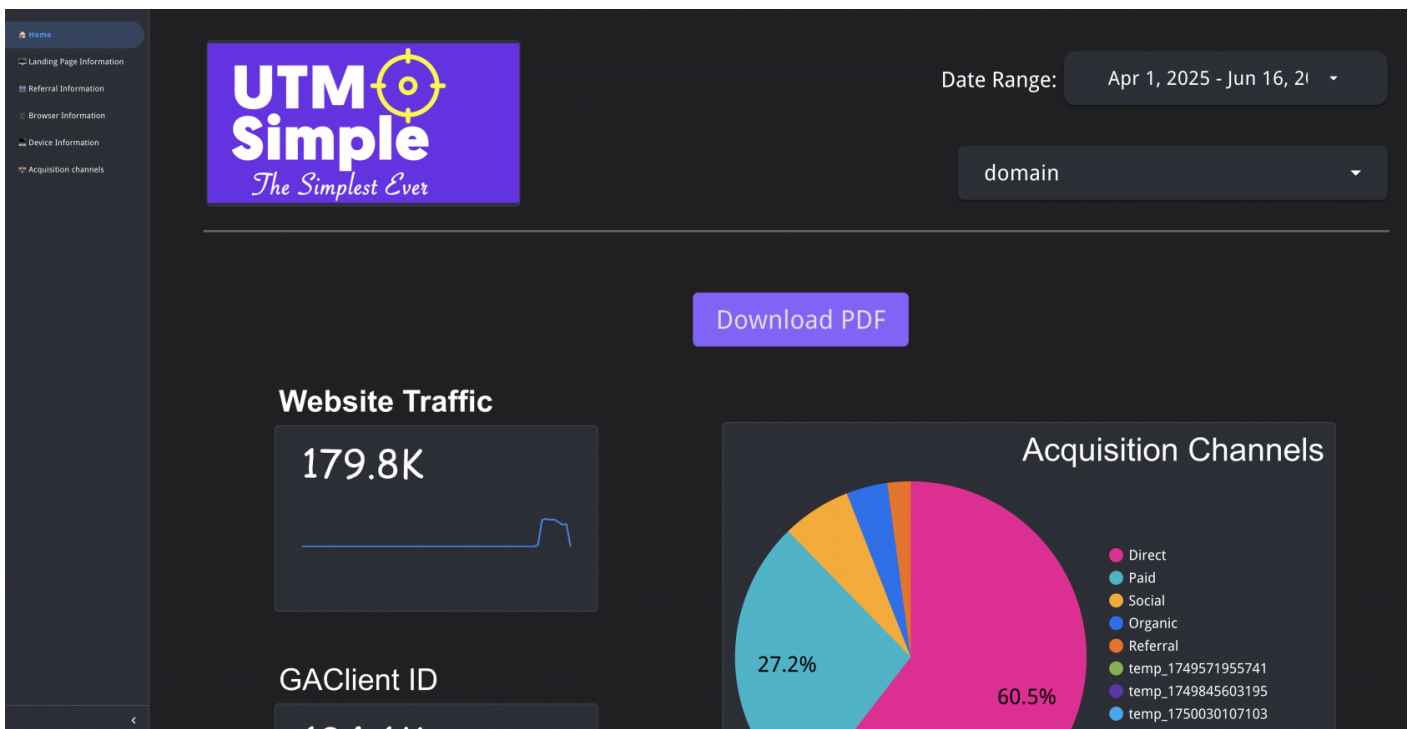 Home
Landing Page Information
Referral Information
Browser Information
Device Information
Acquisition channels
UTM
Simple
The Simplest Ever
Date Range:
Apr 1, 2025 - Jun 16, 2
domain
Download PDF
Website Traffic
179.8K
GAClient ID
Acquisition Channels
27.2%
60.5%
Direct
Paid
Social
Organic
Referral
temp_1749571955741
temp_1749845603195
temp_1750030107103